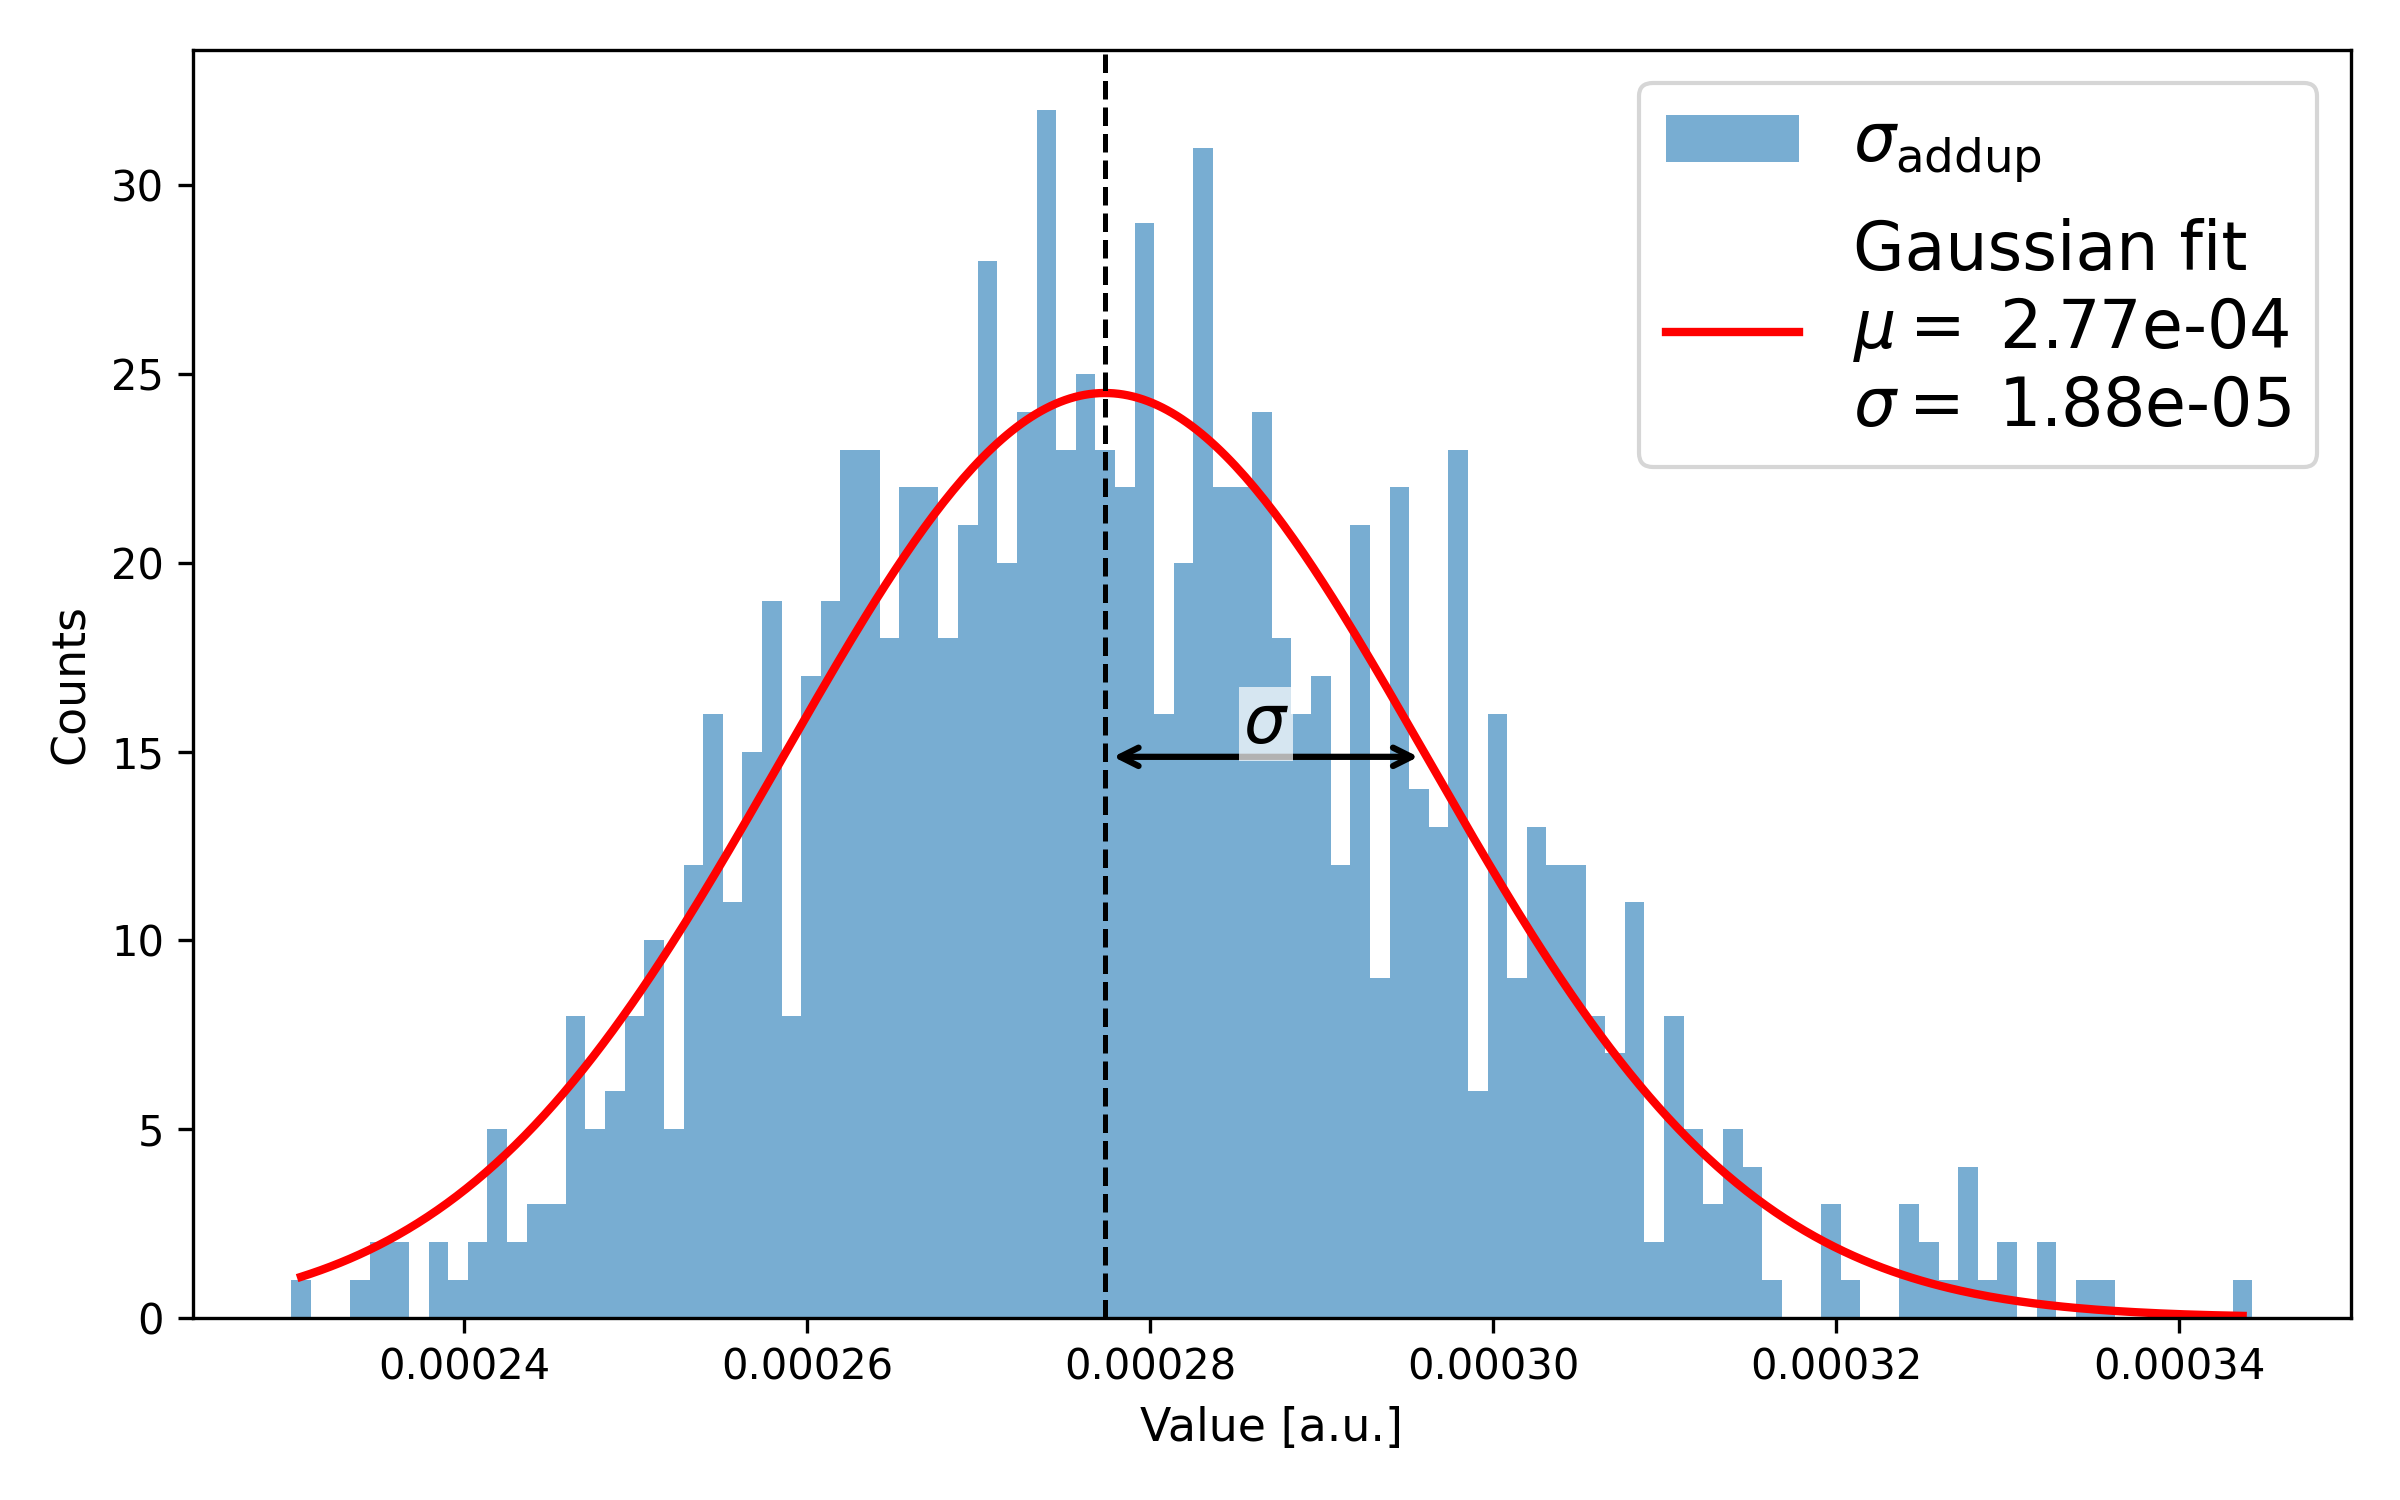 σaddup
Gaussian fit
μ = 2.77e-04
σ = 1.88e-05
σ
Counts
30
25
20
15
10
5
0
0.00024 0.00026 0.00028 0.00030 0.00032 0.00034
Value [a.u.]